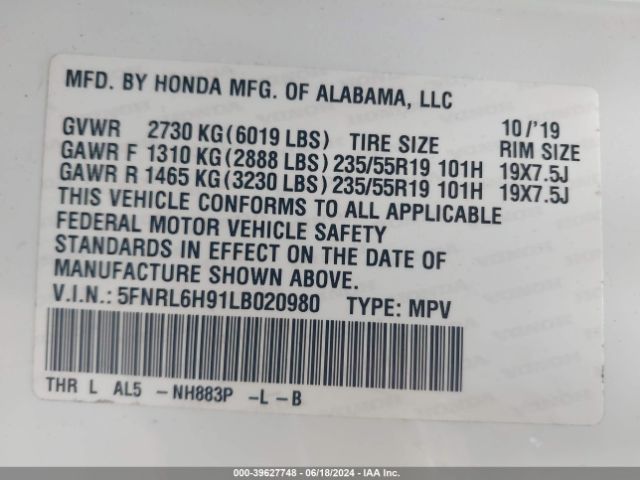 MFD. BY HONDA MFG. OF ALABAMA, LLC
10/'19
GVWR 2730 KG(6019 LBS) TIRE SIZE RIM SIZE
GAWR F 1310 KG(2888 LBS) 235/55R19 101H 19X7.5J
GAWR R 1465 KG(3230 LBS) 235/55R19 101H 19X7.5J
THIS VEHICLE CONFORMS TO ALL APPLICABLE
FEDERAL MOTOR VEHICLE SAFETY
STANDARDS IN EFFECT ON THE DATE OF
MANUFACTURE SHOWN ABOVE.
V.I.N.: 5FNRL6H91LB020980 TYPE: MPV
THR L AL5 -NH883P -L-B
000-39627748 - 06/18/2024 - IAAI.com